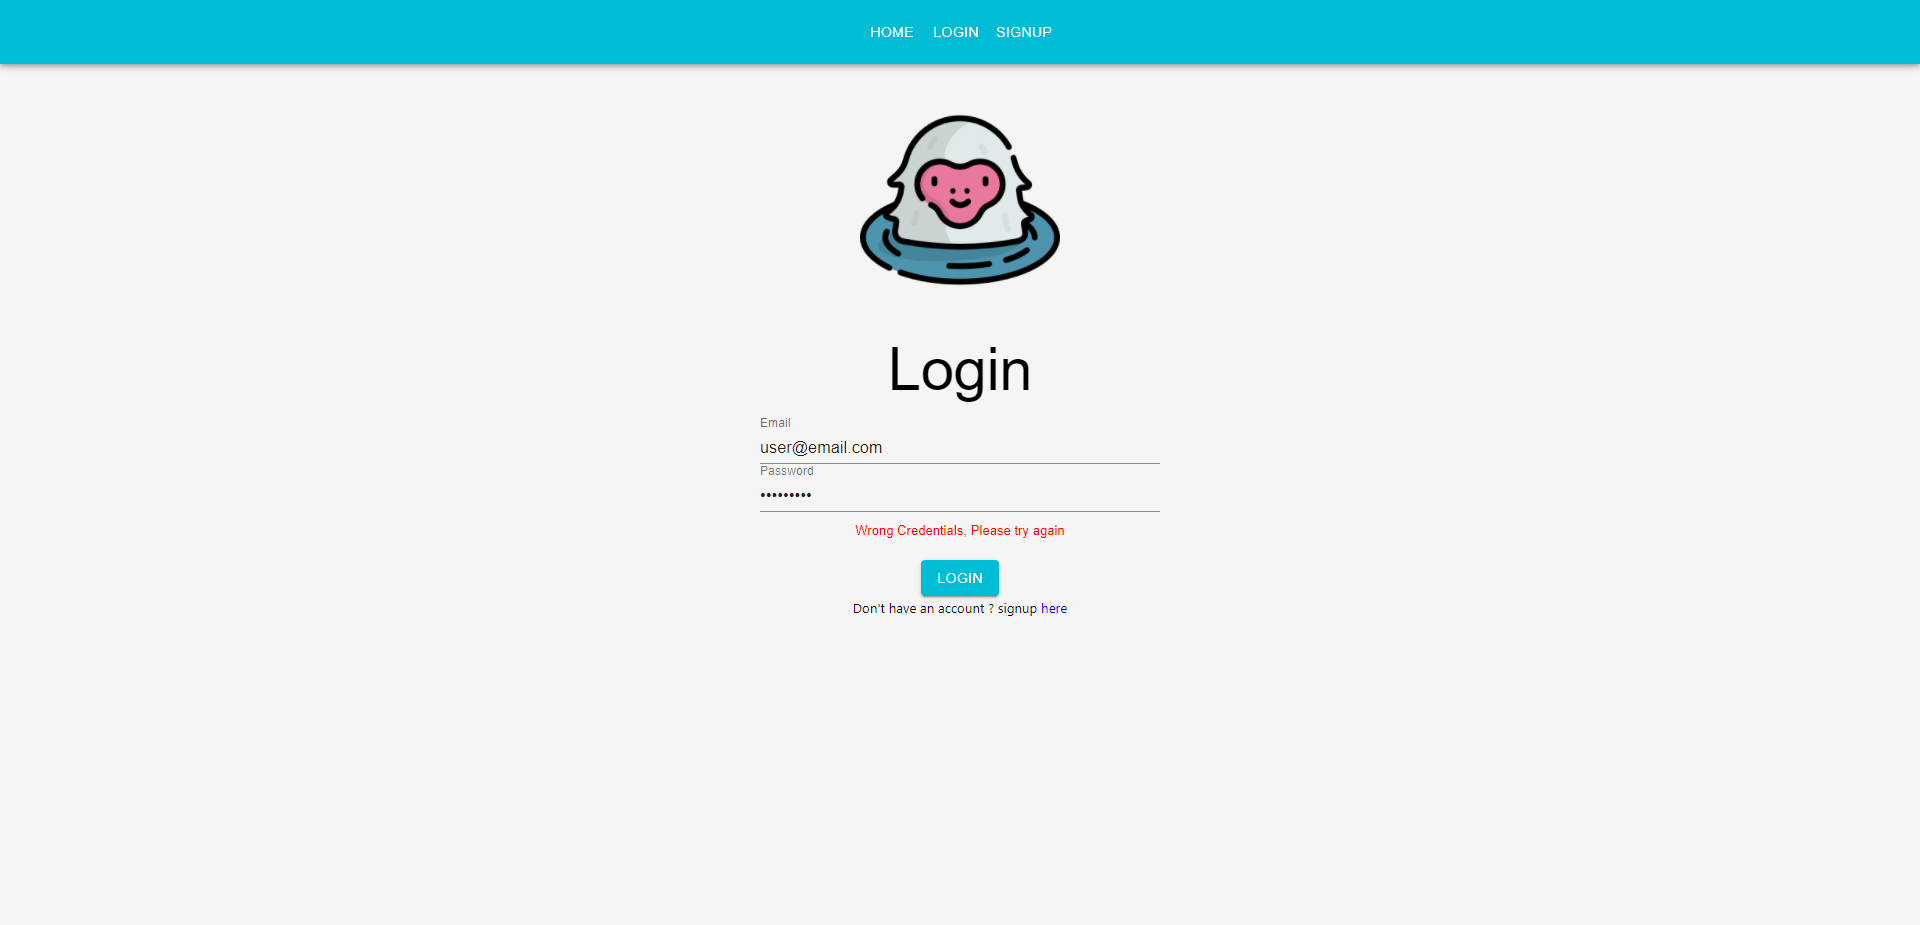 HOME LOGIN SIGNUP
Login
Email
user@email.com
Password
•••••••••
Wrong Credentials, Please try again
LOGIN
Don't have an account ? signup here